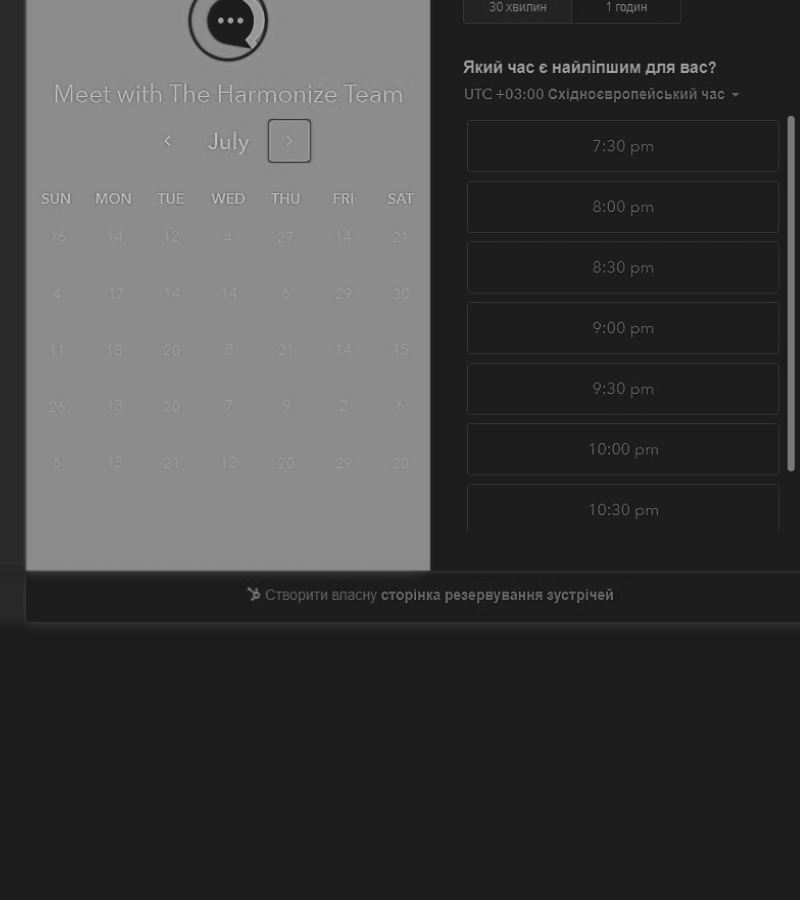 Meet with The Harmonize Team
July
SUN MON TUE WED THU FRI SAT
16 14 12 4 27 14 21
4 17 14 14 6 29 30
11 18 20 8 21 14 15
26 13 20 7 9 2 6
6 13 21 12 20 29 20
30 хвилин 1 годин
Який час є найліпшим для вас?
UTC +03:00 Східноєвропейський час
7:30 pm
8:00 pm
8:30 pm
9:00 pm
9:30 pm
10:00 pm
10:30 pm
Створити власну сторінка резервування зустрічей